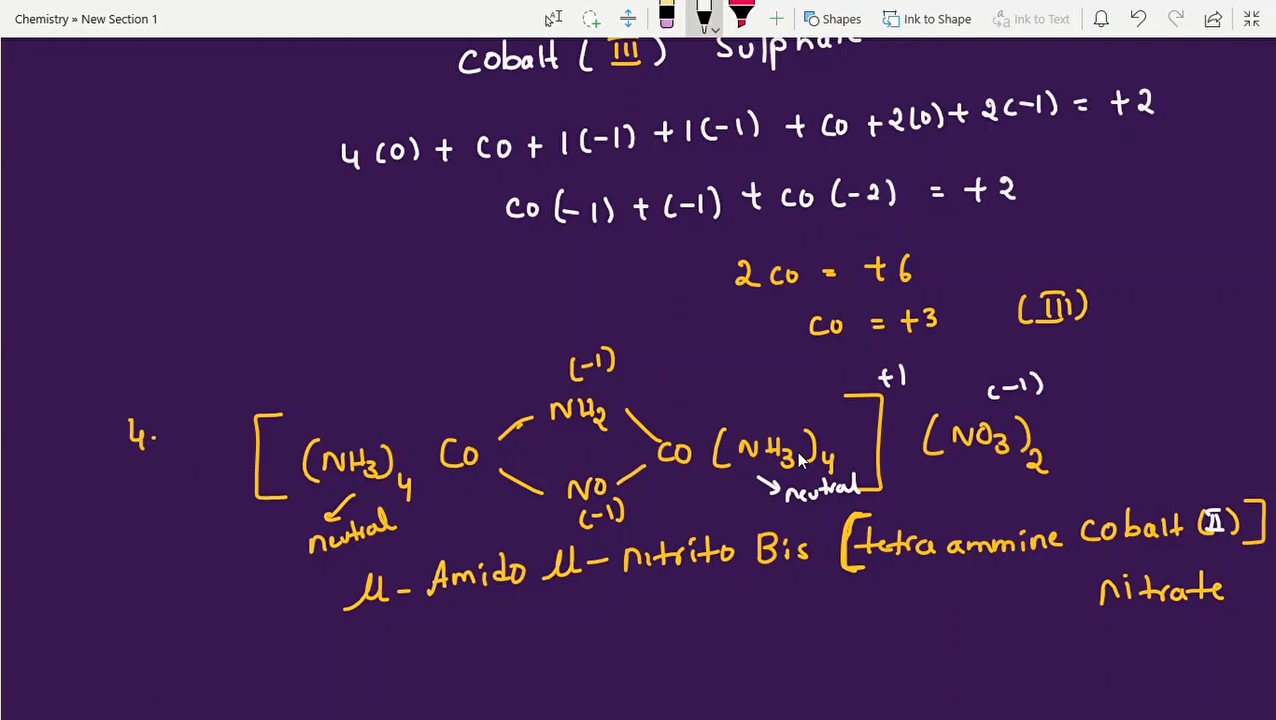 Chemistry » New Section 1
Shapes
Ink to Shape
Ink to Text
Cobalt (III) Sulphate
4(0) + CO + 1(-1) + 1(-1) + CO + 2(0) + 2(-1) = +2
CO (-1) + (-1) + CO (-2) = +2
2 CO = +6
CO = +3 (III)
(-1)
+1 (-1)
4. [(NH3)4 Co NH2 NO CO (NH3)4] (NO3)2
neutral (-1) neutral
μ- Amido μ- nitrito Bis [tetra ammine Cobalt (II)]
nitrate